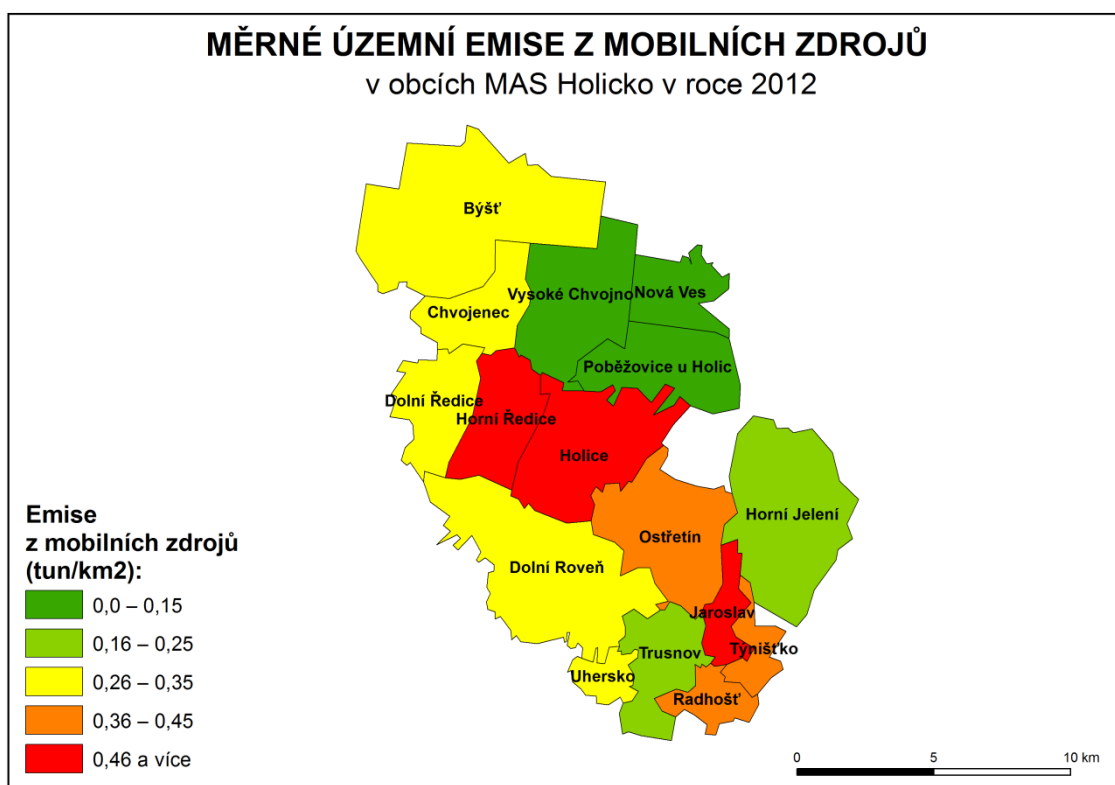 MĚRNÉ ÚZEMNÍ EMISE Z MOBILNÍCH ZDROJŮ
v obcích MAS Holicko v roce 2012
Býšť
Vysoké Chvojno
Nová Ves
Chvojenec
Poběžovice u Holic
Dolní Ředice
Horní Ředice
Holice
Horní Jelení
Ostřetín
Dolní Roveň
Jaroslav
Týnišťko
Trusnov
Uhersko
Radhošť
Emise
z mobilních zdrojů
(tun/km2):
0,0 – 0,15
0,16 – 0,25
0,26 – 0,35
0,36 – 0,45
0,46 a více
0 5 10 km